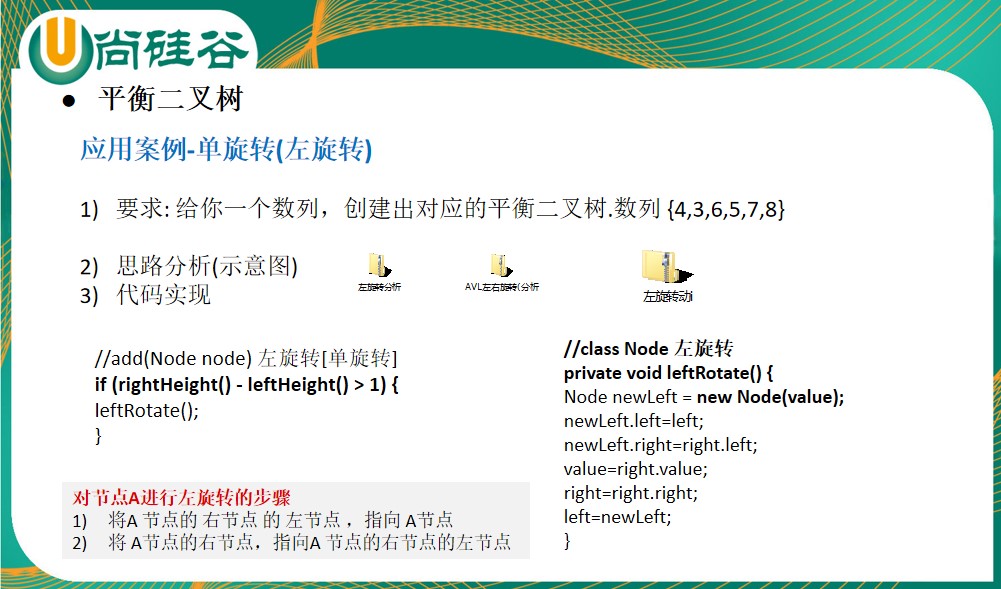 尚硅谷
● 平衡二叉树
应用案例-单旋转(左旋转)
1) 要求: 给你一个数列，创建出对应的平衡二叉树.数列 {4,3,6,5,7,8}
2) 思路分析(示意图)
左旋转分析
AVL左右旋转(分析
左旋转动i
3) 代码实现
//add(Node node) 左旋转[单旋转]
if (rightHeight() - leftHeight() > 1) {
leftRotate();
}
对节点A进行左旋转的步骤
1) 将A 节点的 右节点 的 左节点 ，指向 A节点
2) 将 A节点的右节点，指向A 节点的右节点的左节点
//class Node 左旋转
private void leftRotate() {
Node newLeft = new Node(value);
newLeft.left=left;
newLeft.right=right.left;
value=right.value;
right=right.right;
left=newLeft;
}